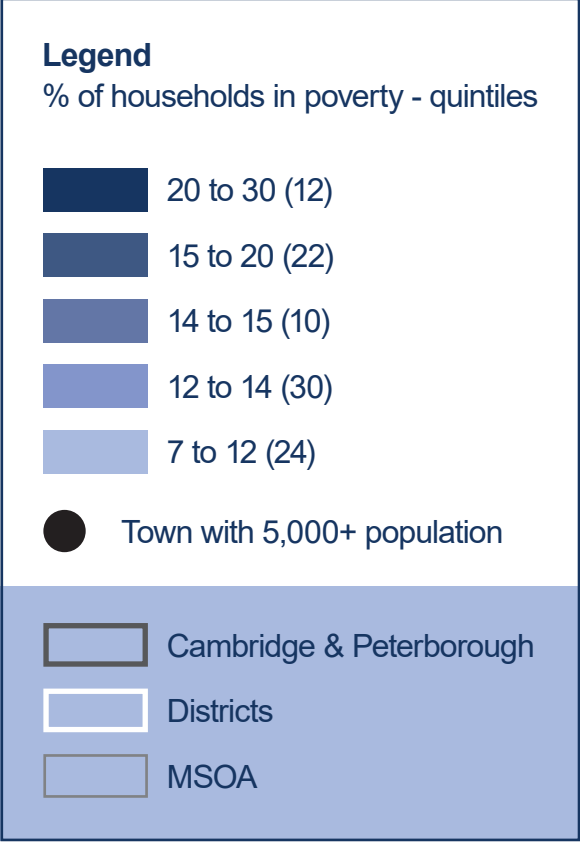 Legend
% of households in poverty - quintiles
20 to 30 (12)
15 to 20 (22)
14 to 15 (10)
12 to 14 (30)
7 to 12 (24)
Town with 5,000+ population
Cambridge & Peterborough
Districts
MSOA